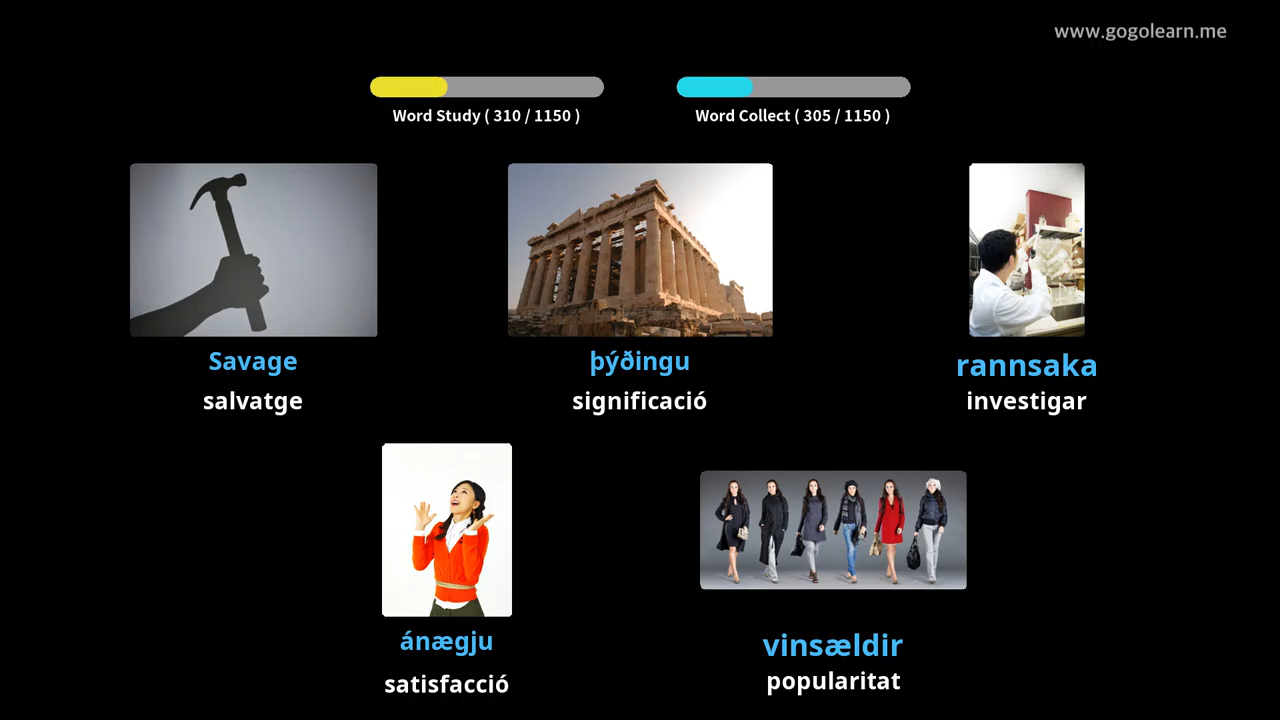 www.gogolearn.me
Word Study ( 310 / 1150 )
Word Collect ( 305 / 1150 )
Savage
salvatge
þýðingu
significació
rannsaka
investigar
ánægju
satisfacció
vinsældir
popularitat